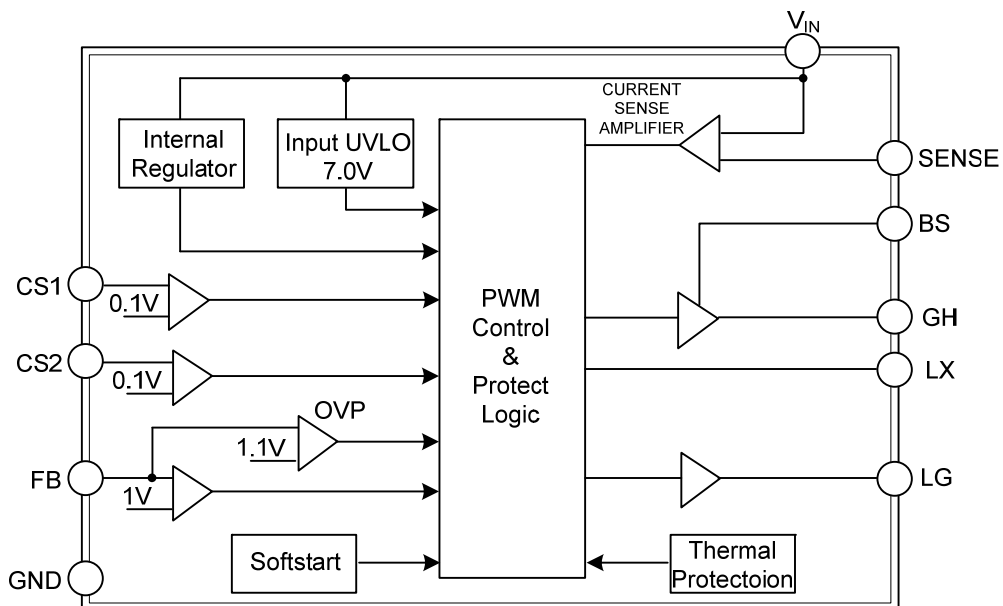 VIN
CURRENT
SENSE
AMPLIFIER
Internal
Regulator
Input UVLO
7.0V
SENSE
BS
CS1
0.1V
PWM
Control
&
Protect
Logic
GH
CS2
0.1V
LX
OVP
1.1V
FB
1V
LG
Softstart
Thermal
Protectoion
GND